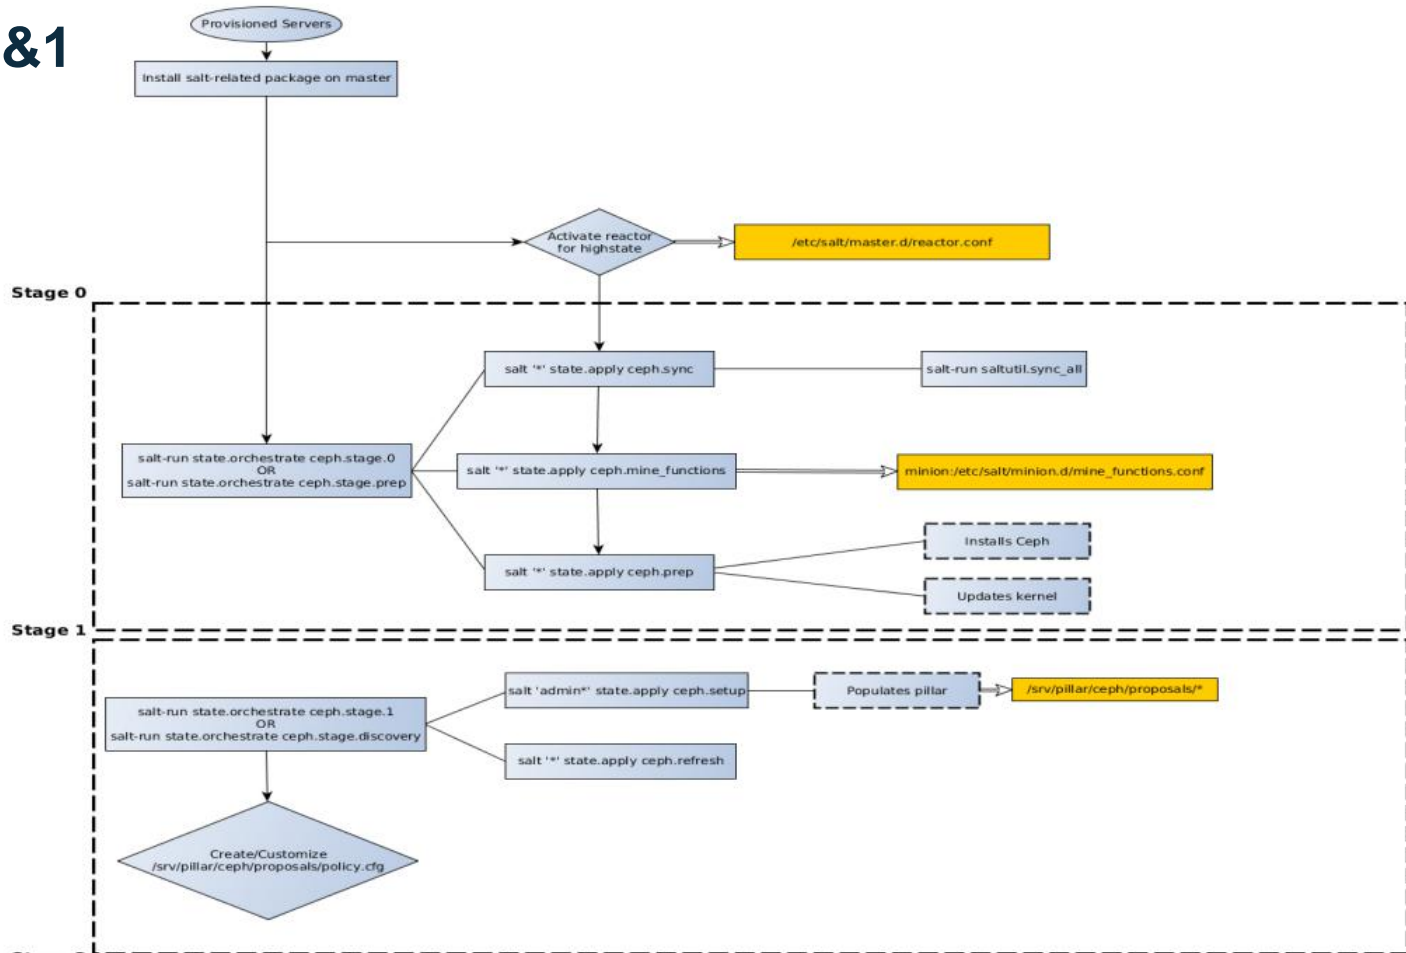 &1
Provisioned Servers
Install salt-related package on master
Activate reactor
for highstate
/etc/salt/master.d/reactor.conf
Stage 0
salt '*' state.apply ceph.sync
salt-run saltutil.sync_all
salt-run state.orchestrate ceph.stage.0
OR
salt-run state.orchestrate ceph.stage.prep
salt '*' state.apply ceph.mine_functions
minion:/etc/salt/minion.d/mine_functions.conf
salt '*' state.apply ceph.prep
Installs Ceph
Updates kernel
Stage 1
salt-run state.orchestrate ceph.stage.1
OR
salt-run state.orchestrate ceph.stage.discovery
salt 'admin*' state.apply ceph.setup
Populates pillar
/srv/pillar/ceph/proposals/*
salt '*' state.apply ceph.refresh
Create/Customize
/srv/pillar/ceph/proposals/policy.cfg